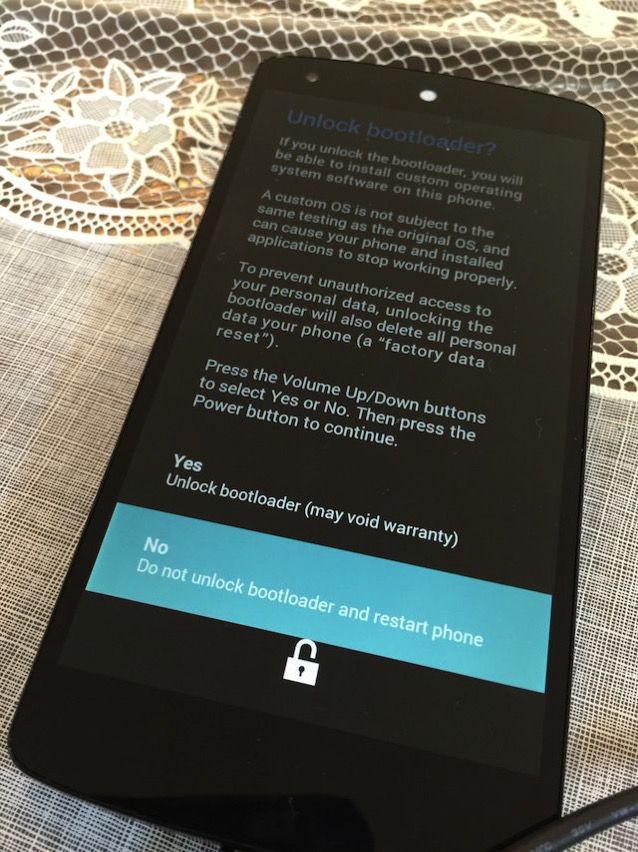 Unlock bootloader?
If you unlock the bootloader, you will
be able to install custom operating
system software on this phone.
A custom OS is not subject to the
same testing as the original OS, and
can cause your phone and installed
applications to stop working properly.
To prevent unauthorized access to
your personal data, unlocking the
bootloader will also delete all personal
data your phone (a "factory data
reset").
Press the Volume Up/Down buttons
to select Yes or No. Then press the
Power button to continue.
Yes
Unlock bootloader (may void warranty)
No
Do not unlock bootloader and restart phone